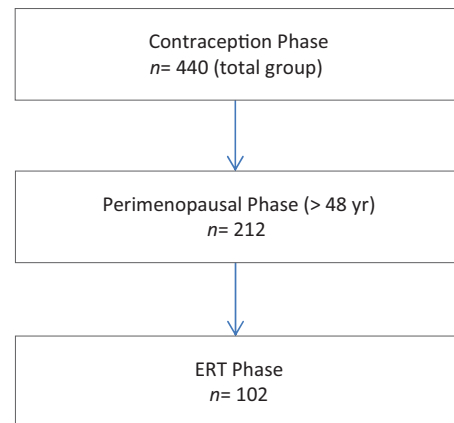 Contraception Phase
n= 440 (total group)
Perimenopausal Phase (> 48 yr)
n= 212
ERT Phase
n= 102